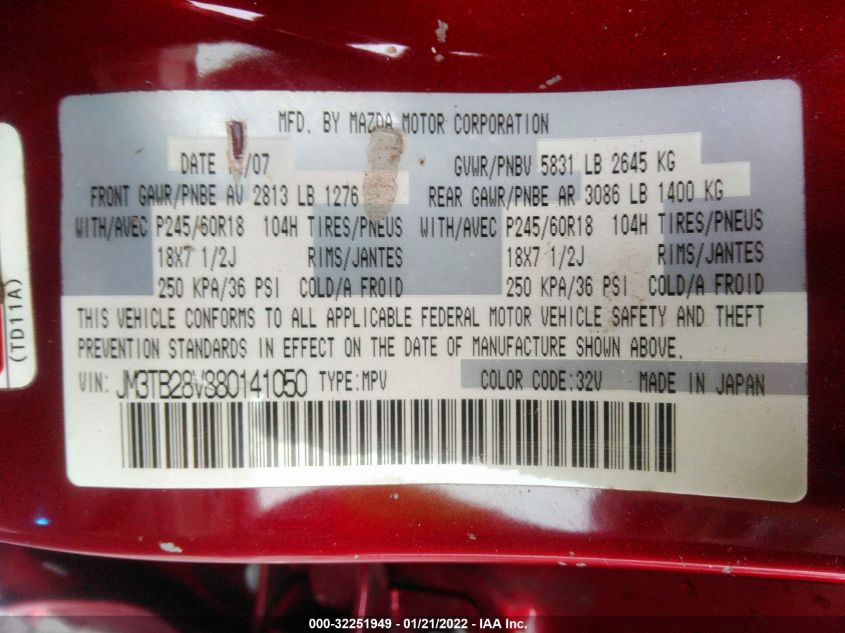 MFD. BY MAZDA MOTOR CORPORATION
DATE /07 GVWR/PNBV 5831 LB 2645 KG
FRONT GAWR/PNBE AV 2813 LB 1276 REAR GAWR/PNBE AR 3086 LB 1400 KG
WITH/AVEC P245/60R18 104H TIRES/PNEUS WITH/AVEC P245/60R18 104H TIRES/PNEUS
18X7 1/2J RIMS/JANTES 18X7 1/2J RIMS/JANTES
250 KPA/36 PSI COLD/A FROID 250 KPA/36 PSI COLD/A FROID
THIS VEHICLE CONFORMS TO ALL APPLICABLE FEDERAL MOTOR VEHICLE SAFETY AND THEFT
PREVENTION STANDARDS IN EFFECT ON THE DATE OF MANUFACTURE SHOWN ABOVE.
VIN: JM3TB28V880141050 TYPE:MPV COLOR CODE:32V MADE IN JAPAN
(TD11A)
000-32251949 - 01/21/2022 - IAA Inc.